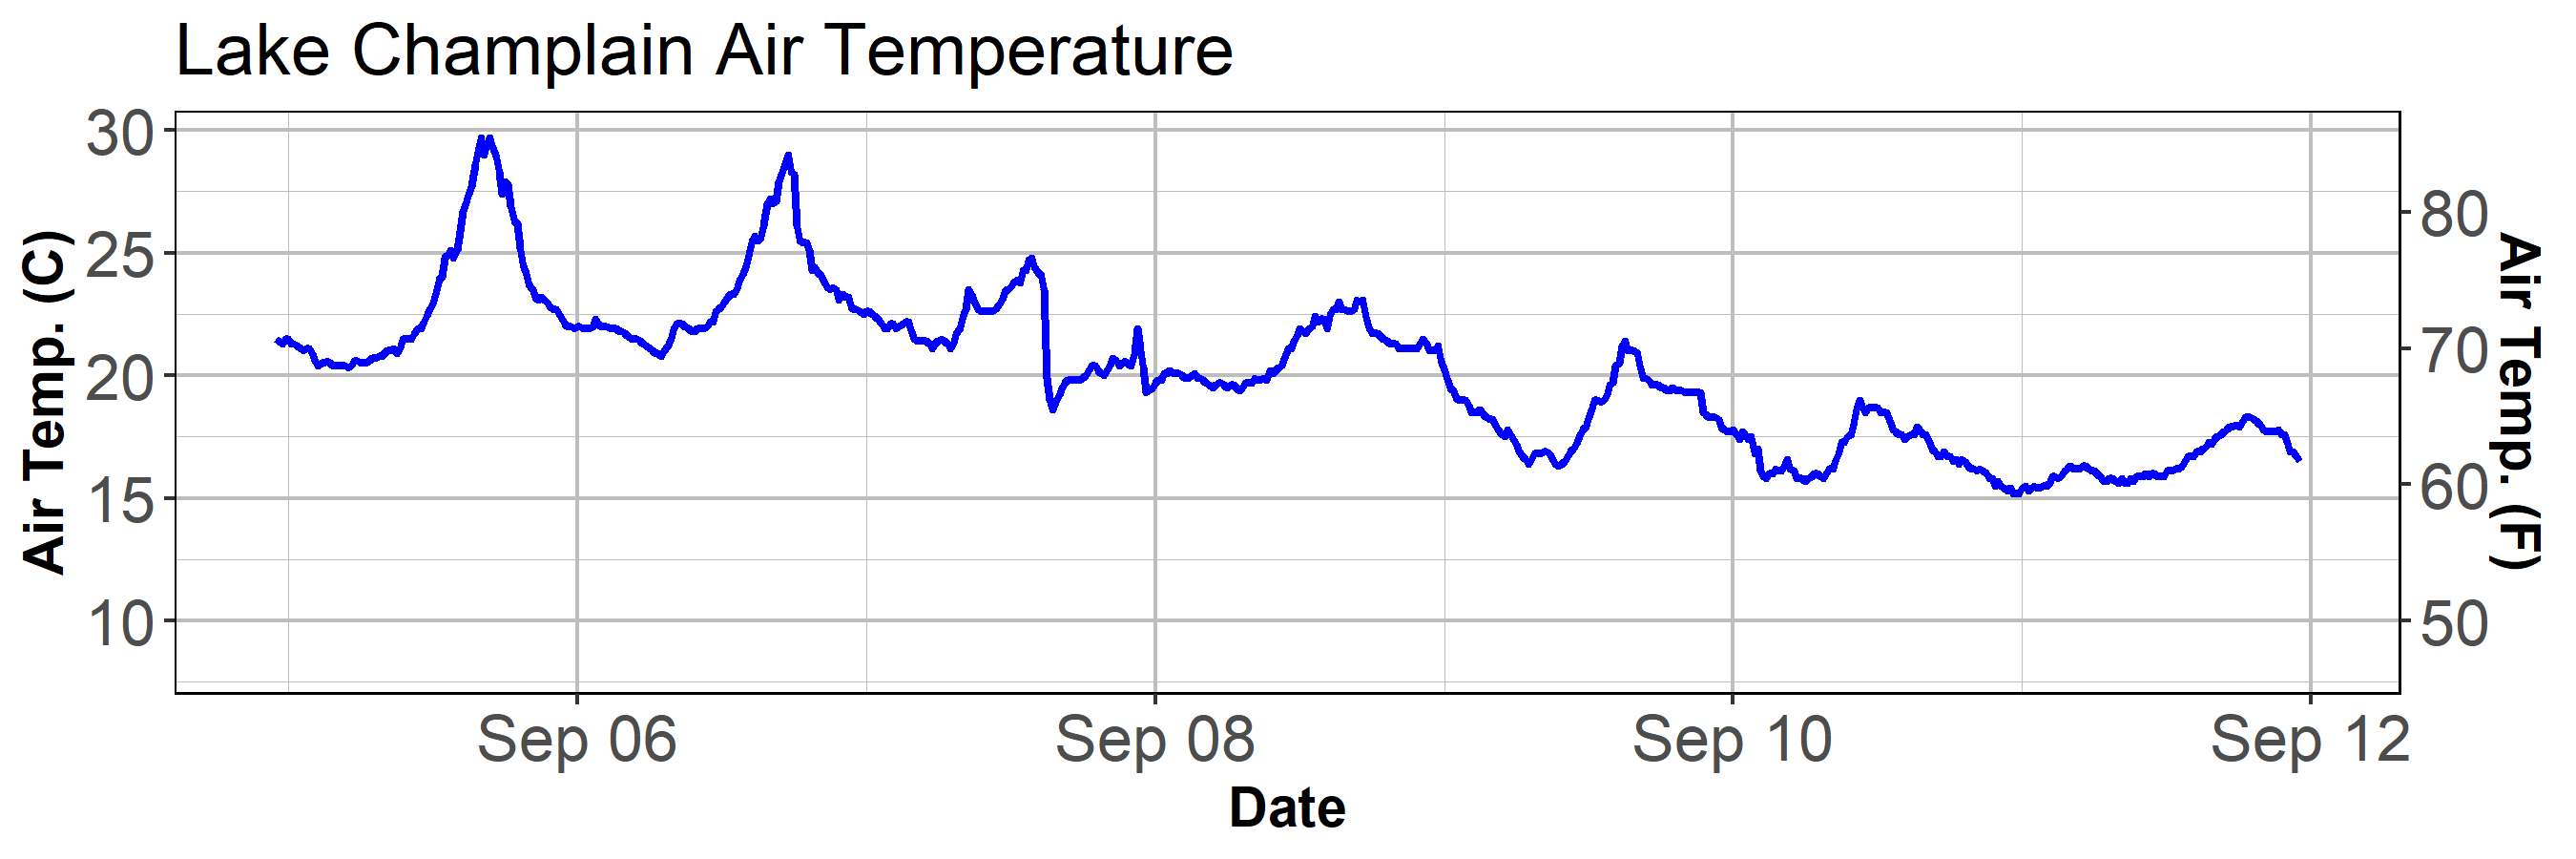 Lake Champlain Air Temperature
Air Temp. (C)
30
25
20
15
10
80
70
60
50
Air Temp. (F)
Sep 06
Sep 08
Sep 10
Sep 12
Date